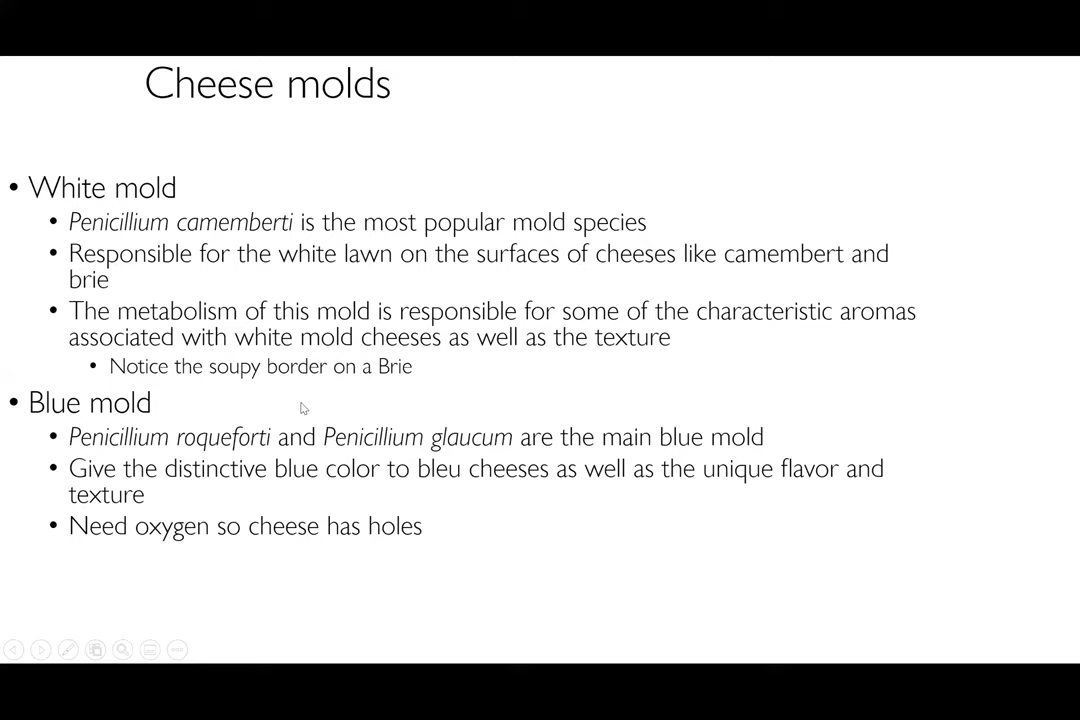 Cheese molds
• White mold
• Penicillium camemberti is the most popular mold species
• Responsible for the white lawn on the surfaces of cheeses like camembert and
brie
• The metabolism of this mold is responsible for some of the characteristic aromas
associated with white mold cheeses as well as the texture
• Notice the soupy border on a Brie
• Blue mold
• Penicillium roqueforti and Penicillium glaucum are the main blue mold
• Give the distinctive blue color to bleu cheeses as well as the unique flavor and
texture
• Need oxygen so cheese has holes